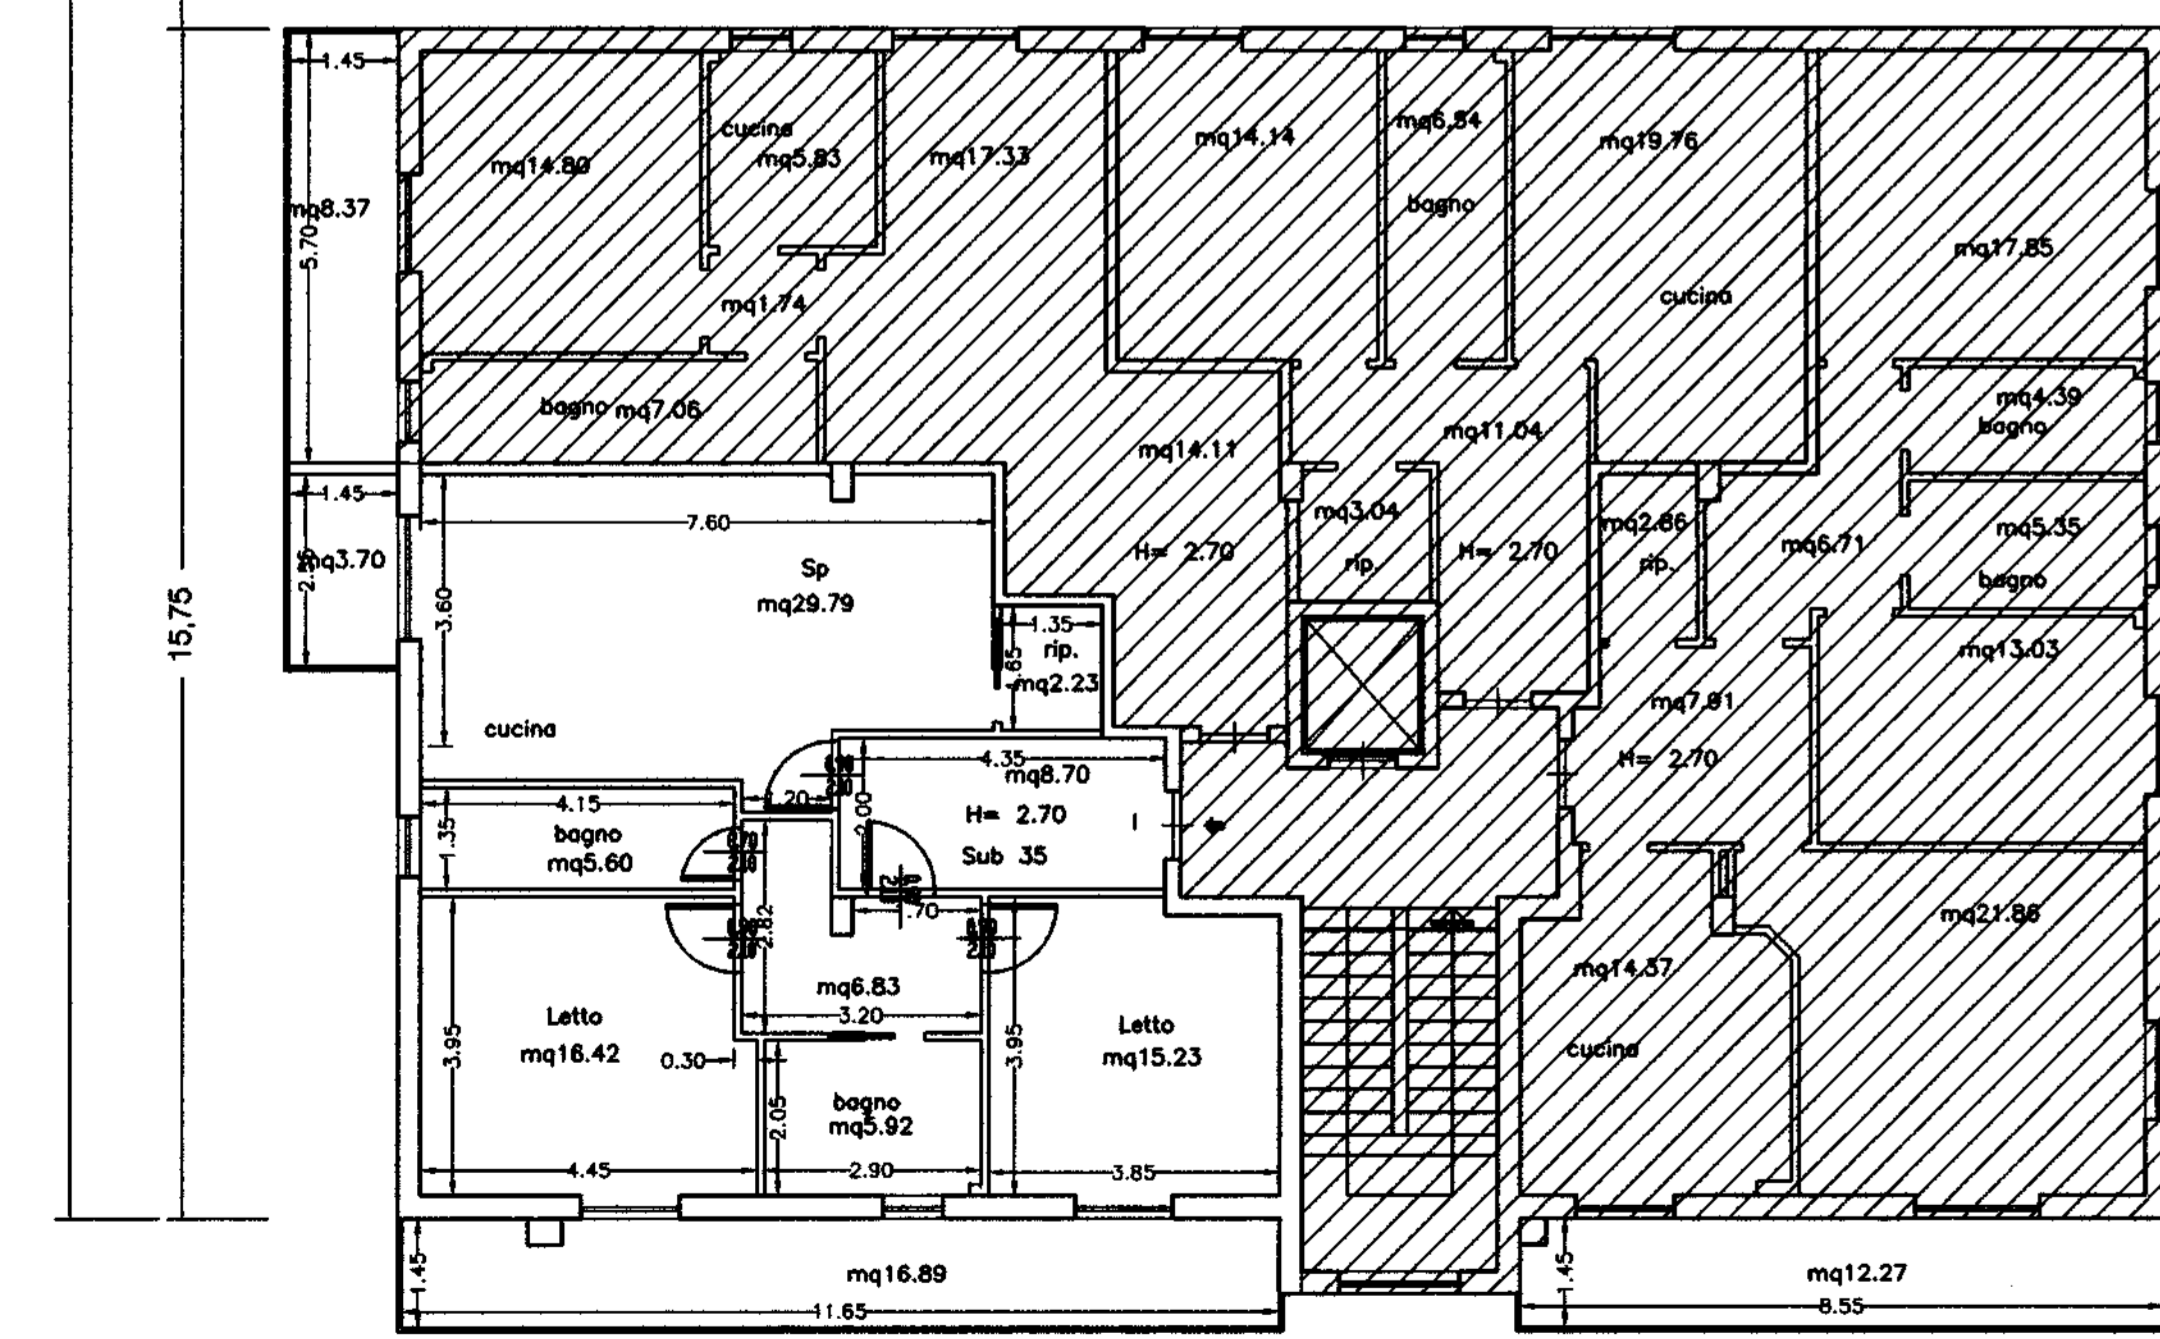 1.45
cucina
mq5.83
mq14.80
mq17.33
mq14.14
mq6.54
bagno
mq19.76
mq17.85
cucina
mq8.37
5.70
mq1.74
bagno mq7.06
mq14.11
mq11.04
mq4.39
bagno
1.45
7.60
mq3.70
3.60
Sp
mq29.79
H= 2.70
mq3.04
rip.
H= 2.70
mq2.86
rip.
mq6.71
mq5.35
bagno
15,75
1.35
rip.
mq2.23
mq13.03
cucina
mq7.81
H= 2.70
4.35
mq8.70
H= 2.70
Sub 35
I
2.00
4.15
1.35
bagno
mq5.60
2.82
mq6.83
3.20
Letto
mq16.42
3.95
0.30
Letto
mq15.23
3.95
mq14.37
cucina
mq21.86
bagno
mq5.92
2.05
4.45
2.90
3.85
1.45
mq16.89
11.65
1.45
mq12.27
8.55